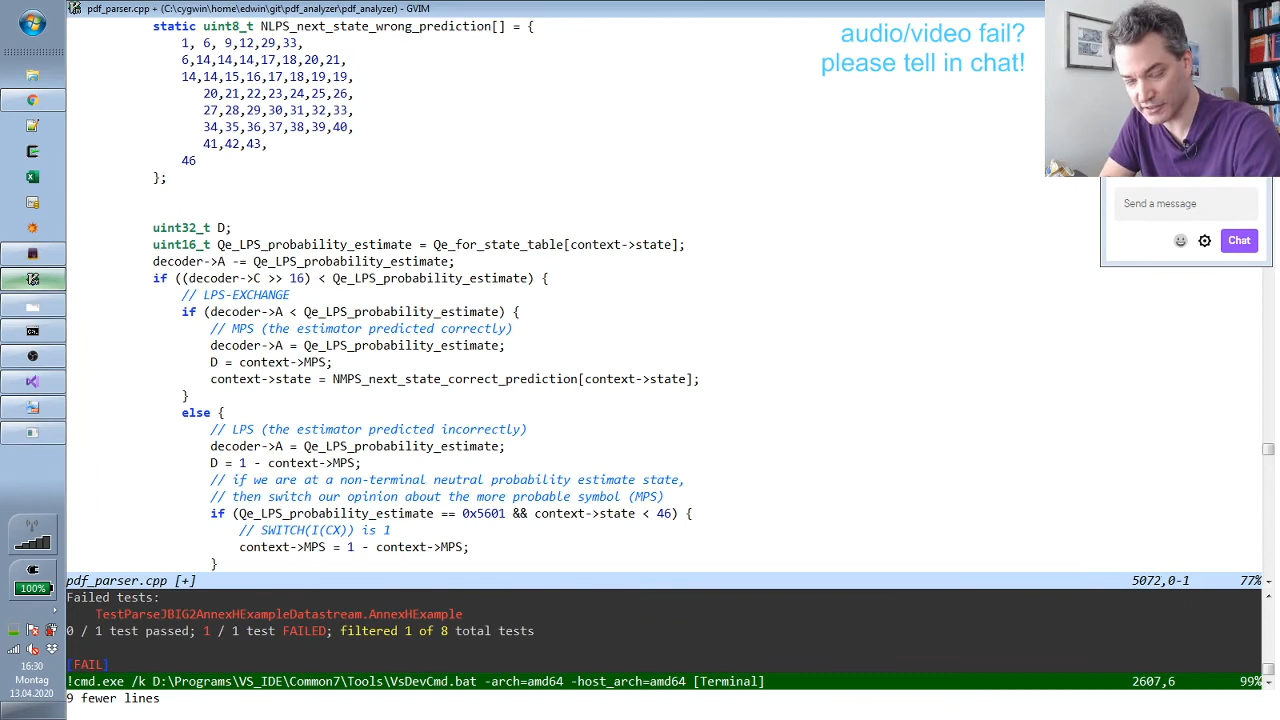 pdf_parser.cpp + (C:\cygwin\home\edwin\git\pdf_analyzer\pdf_analyzer) - GVIM
static uint8_t NLPS_next_state_wrong_prediction[] = {
1, 6, 9,12,29,33,
6,14,14,14,17,18,20,21,
14,14,15,16,17,18,19,19,
20,21,22,23,24,25,26,
27,28,29,30,31,32,33,
34,35,36,37,38,39,40,
41,42,43,
46
};
audio/video fail?
please tell in chat!
Send a message
Chat
uint32_t D;
uint16_t Qe_LPS_probability_estimate = Qe_for_state_table[context->state];
decoder->A -= Qe_LPS_probability_estimate;
if ((decoder->C >> 16) < Qe_LPS_probability_estimate) {
// LPS-EXCHANGE
if (decoder->A < Qe_LPS_probability_estimate) {
// MPS (the estimator predicted correctly)
decoder->A = Qe_LPS_probability_estimate;
D = context->MPS;
context->state = NMPS_next_state_correct_prediction[context->state];
}
else {
// LPS (the estimator predicted incorrectly)
decoder->A = Qe_LPS_probability_estimate;
D = 1 - context->MPS;
// if we are at a non-terminal neutral probability estimate state,
// then switch our opinion about the more probable symbol (MPS)
if (Qe_LPS_probability_estimate == 0x5601 && context->state < 46) {
// SWITCH(I(CX)) is 1
context->MPS = 1 - context->MPS;
}
pdf_parser.cpp [+] 5072,0-1 77%
Failed tests:
TestParseJBIG2AnnexHExampleDatastream.AnnexHExample
0 / 1 test passed; 1 / 1 test FAILED; filtered 1 of 8 total tests
[FAIL]
!cmd.exe /k D:\Programs\VS_IDE\Common7\Tools\VsDevCmd.bat -arch=amd64 -host_arch=amd64 [Terminal] 2607,6 99%
9 fewer lines
100%
16:30
Montag
13.04.2020